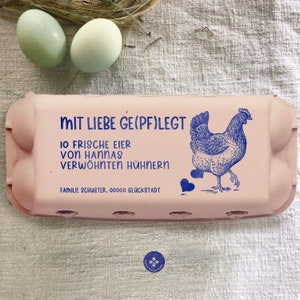 MIT LIEBE GE(PF)LEGT
10 FRISCHE EIER
VON HANNAS
VERWÖHNTEN HÜHNERN
FAMILIE SCHUSTER, 00000 GLÜCKSTADT